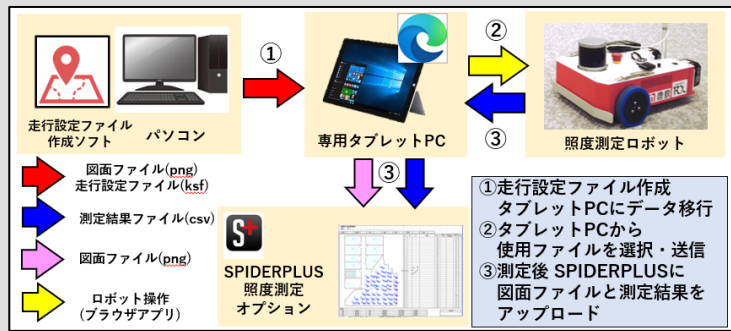 ①
②
③
走行設定ファイル
作成ソフト
パソコン
専用タブレットPC
照度測定ロボット
図面ファイル(png)
走行設定ファイル(ksf)
測定結果ファイル(csv)
図面ファイル(png)
ロボット操作
(ブラウザアプリ)
③
S+
SPIDERPLUS
照度測定
オプション
①走行設定ファイル作成
タブレットPCにデータ移行
②タブレットPCから
使用ファイルを選択・送信
③測定後 SPIDERPLUSに
図面ファイルと測定結果を
アップロード